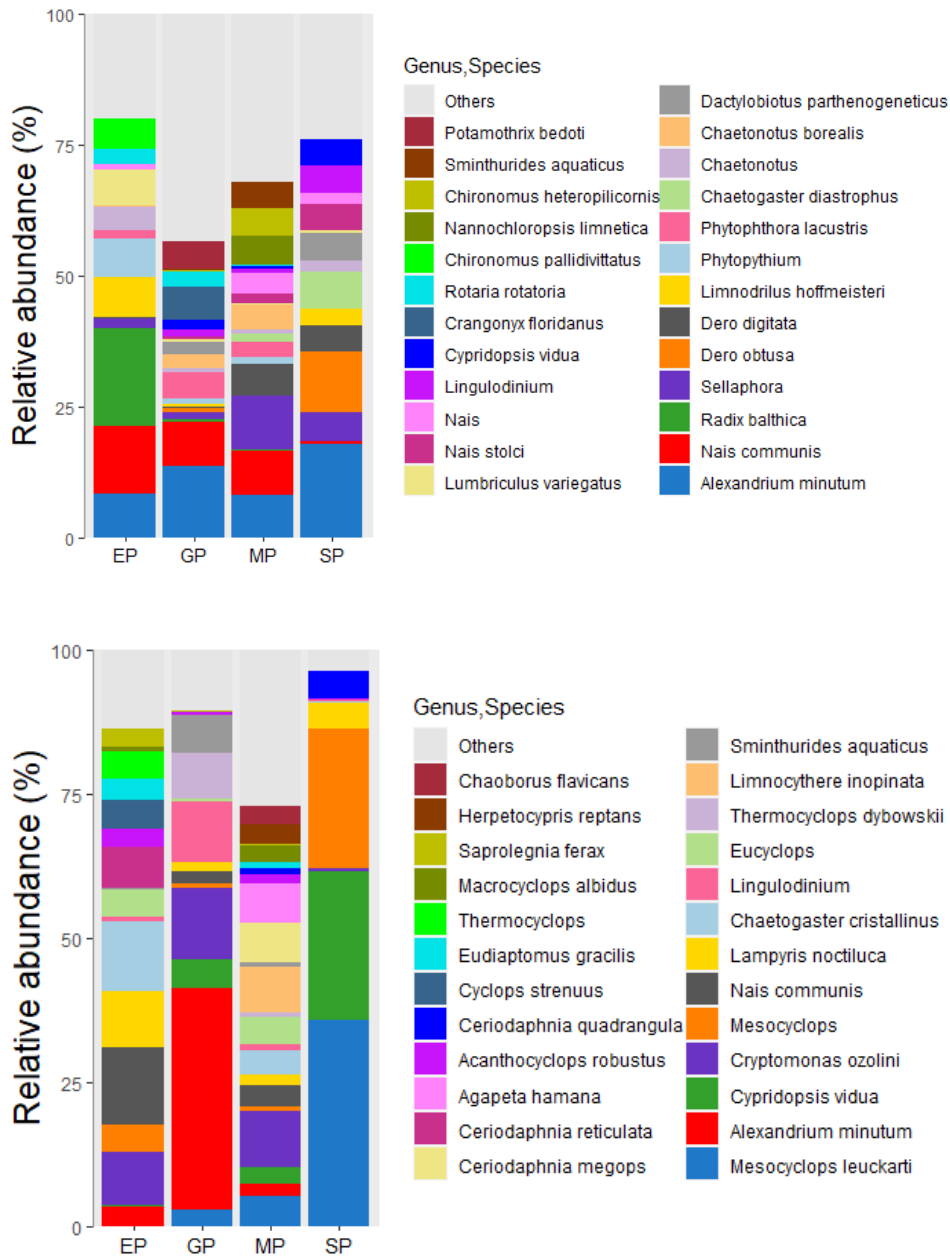 100
75
50
25
0
Relative abundance (%)
EP GP MP SP
Genus,Species
Others
Potamothrix bedoti
Sminthurides aquaticus
Chironomus heteropilicornis
Nannochloropsis limnetica
Chironomus pallidivittatus
Rotaria rotatoria
Crangonyx floridanus
Cypridopsis vidua
Lingulodinium
Nais
Nais stolci
Lumbriculus variegatus
Dactylobiotus parthenogeneticus
Chaetonotus borealis
Chaetonotus
Chaetogaster diastrophus
Phytophthora lacustris
Phytopythium
Limnodrilus hoffmeisteri
Dero digitata
Dero obtusa
Sellaphora
Radix balthica
Nais communis
Alexandrium minutum
100
75
50
25
0
Relative abundance (%)
EP GP MP SP
Genus,Species
Others
Chaoborus flavicans
Herpetocypris reptans
Saprolegnia ferax
Macrocyclops albidus
Thermocyclops
Eudiaptomus gracilis
Cyclops strenuus
Ceriodaphnia quadrangula
Acanthocyclops robustus
Agapeta hamana
Ceriodaphnia reticulata
Ceriodaphnia megops
Sminthurides aquaticus
Limnocythere inopinata
Thermocyclops dybowskii
Eucyclops
Lingulodinium
Chaetogaster cristallinus
Lampyris noctiluca
Nais communis
Mesocyclops
Cryptomonas ozolini
Cypridopsis vidua
Alexandrium minutum
Mesocyclops leuckarti